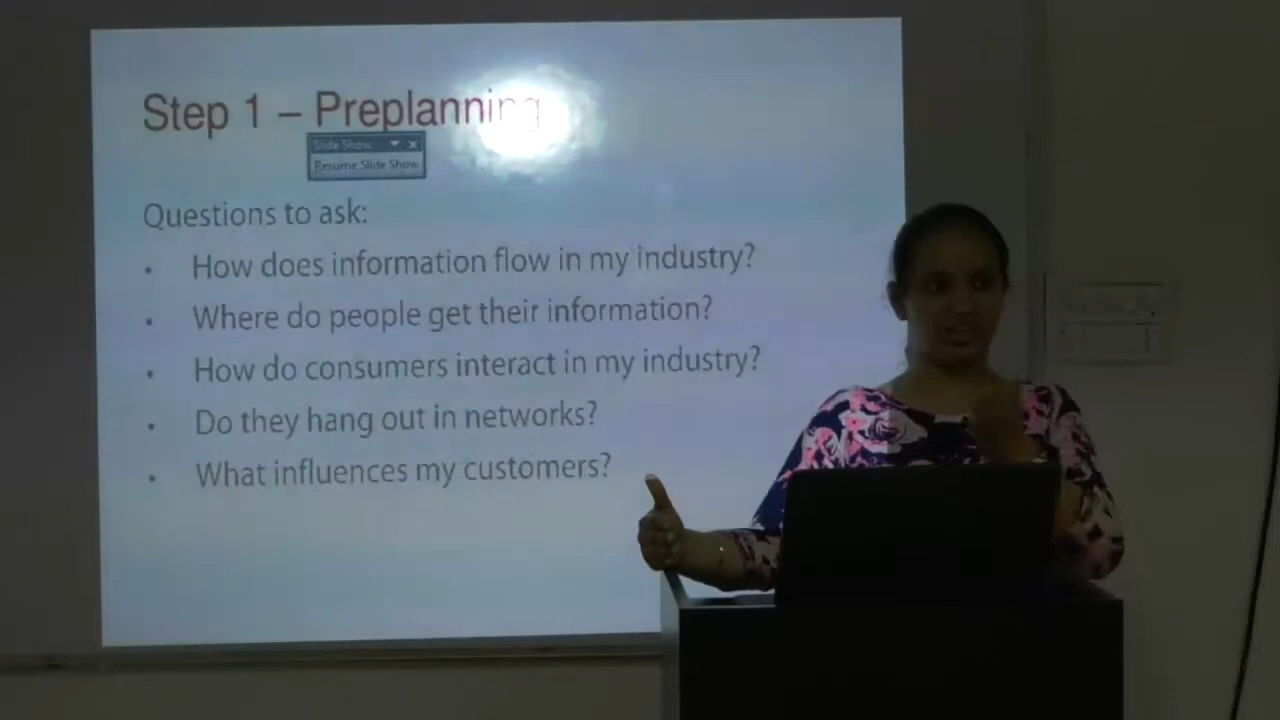 Step 1 – Preplanning
Slide Show
Resume Slide Show
Questions to ask:
• How does information flow in my industry?
• Where do people get their information?
• How do consumers interact in my industry?
• Do they hang out in networks?
• What influences my customers?